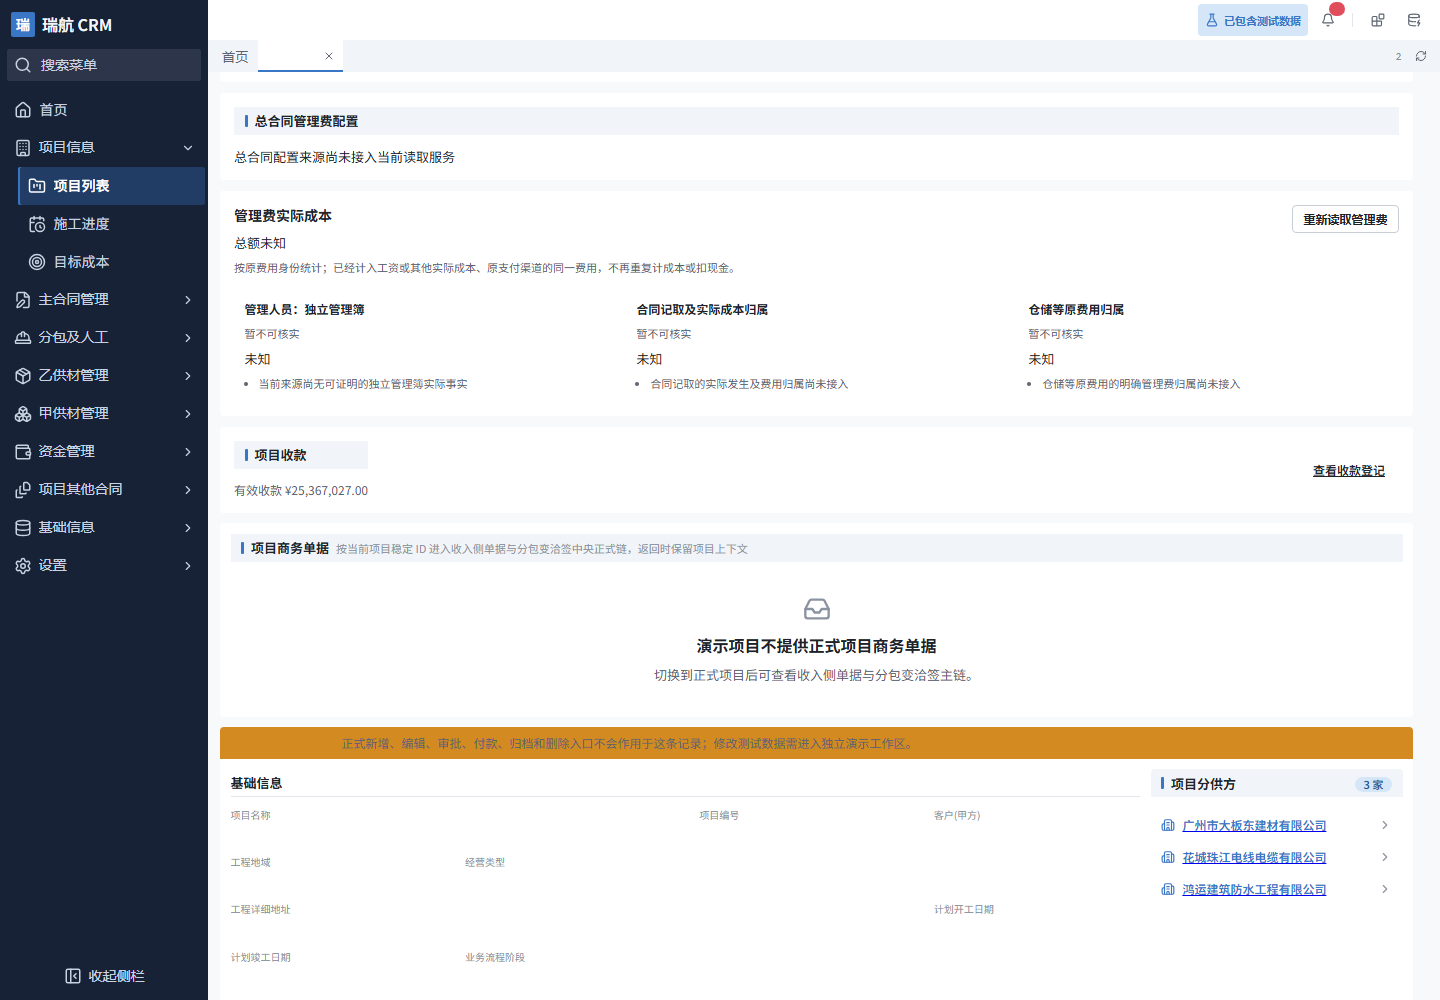 瑞 瑞航 CRM
已包含测试数据
搜索菜单
首页
项目信息
项目列表
施工进度
目标成本
主合同管理
分包及人工
乙供材管理
甲供材管理
资金管理
项目其他合同
基础信息
设置
收起侧栏
首页
2
总合同管理费配置
总合同配置来源尚未接入当前读取服务
管理费实际成本
重新读取管理费
总额未知
按原费用身份统计；已经计入工资或其他实际成本、原支付渠道的同一费用，不再重复计成本或扣现金。
管理人员：独立管理簿
暂不可核实
未知
当前来源尚无可证明的独立管理簿实际事实
合同记取及实际成本归属
暂不可核实
未知
合同记取的实际发生及费用归属尚未接入
仓储等原费用归属
暂不可核实
未知
仓储等原费用的明确管理费归属尚未接入
项目收款
有效收款 ¥25,367,027.00
查看收款登记
项目商务单据 按当前项目稳定 ID 进入收入侧单据与分包变洽签中央正式链，返回时保留项目上下文
演示项目不提供正式项目商务单据
切换到正式项目后可查看收入侧单据与分包变洽签主链。
正式新增、编辑、审批、付款、归档和删除入口不会作用于这条记录；修改测试数据需进入独立演示工作区。
基础信息
项目名称
项目编号
客户(甲方)
工程地域
经营类型
工程详细地址
计划开工日期
计划竣工日期
业务流程阶段
项目分供方
3 家
广州市大板东建材有限公司
花城珠江电线电缆有限公司
鸿运建筑防水工程有限公司